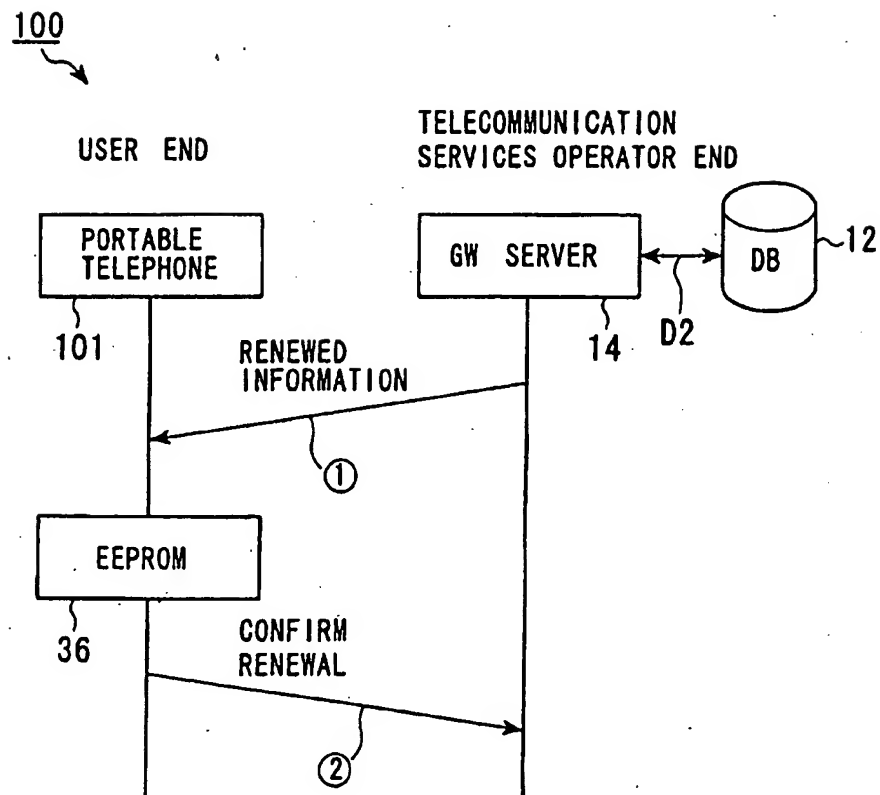 100
USER END
TELECOMMUNICATION
SERVICES OPERATOR END
PORTABLE
TELEPHONE
GW SERVER
DB
12
101
14
D2
RENEWED
INFORMATION
①
EEPROM
36
CONFIRM
RENEWAL
②